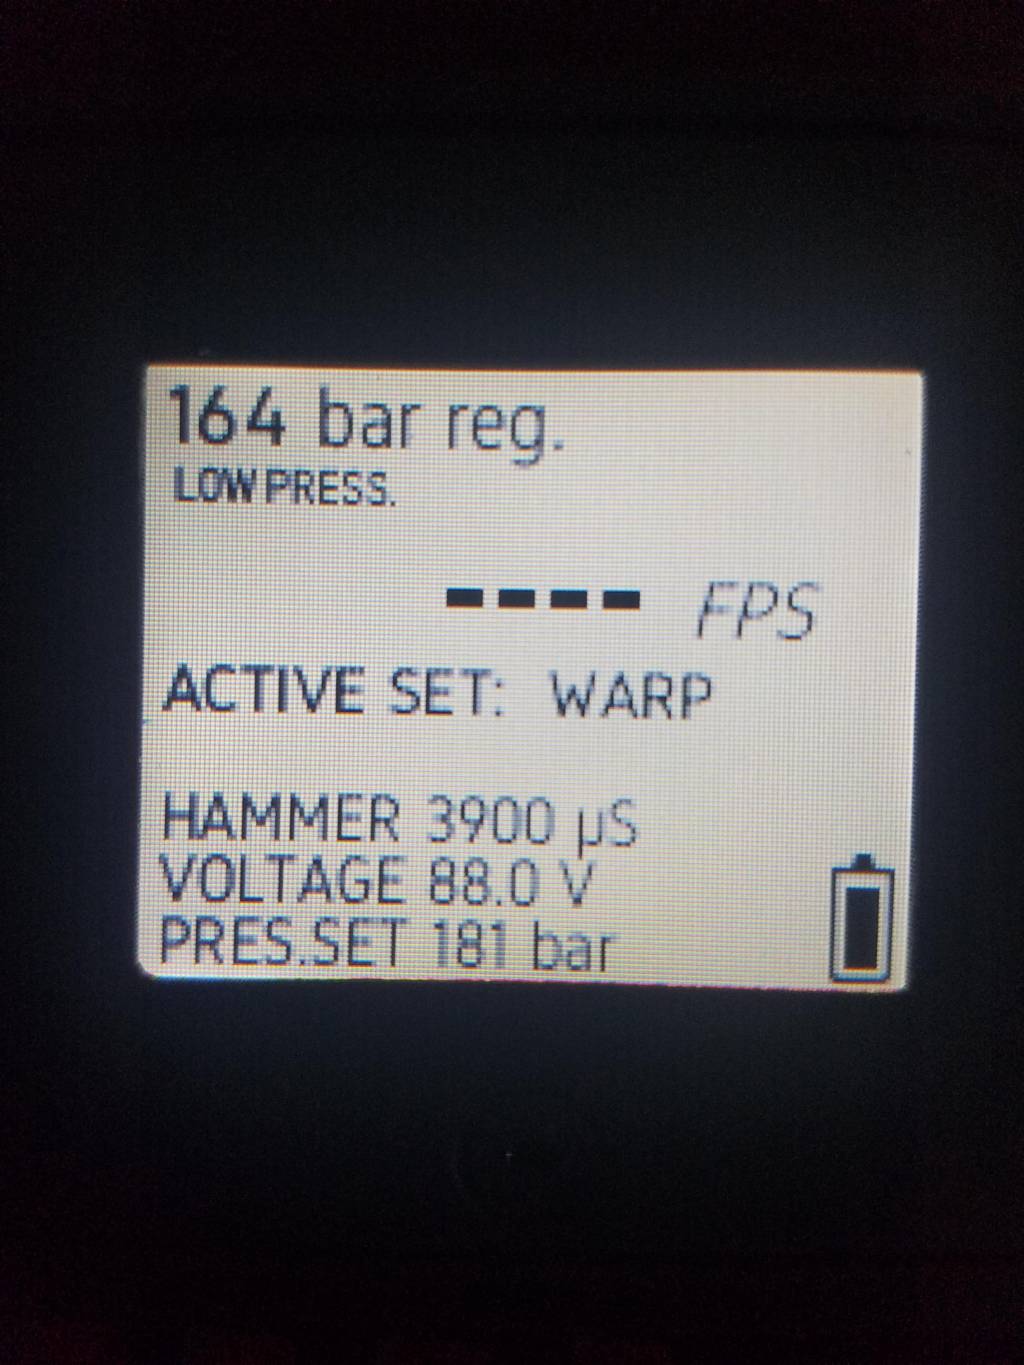 164 bar reg.
LOW PRESS.
---- FPS
ACTIVE SET: WARP
HAMMER 3900 µS
VOLTAGE 88.0 V
PRES.SET 181 bar